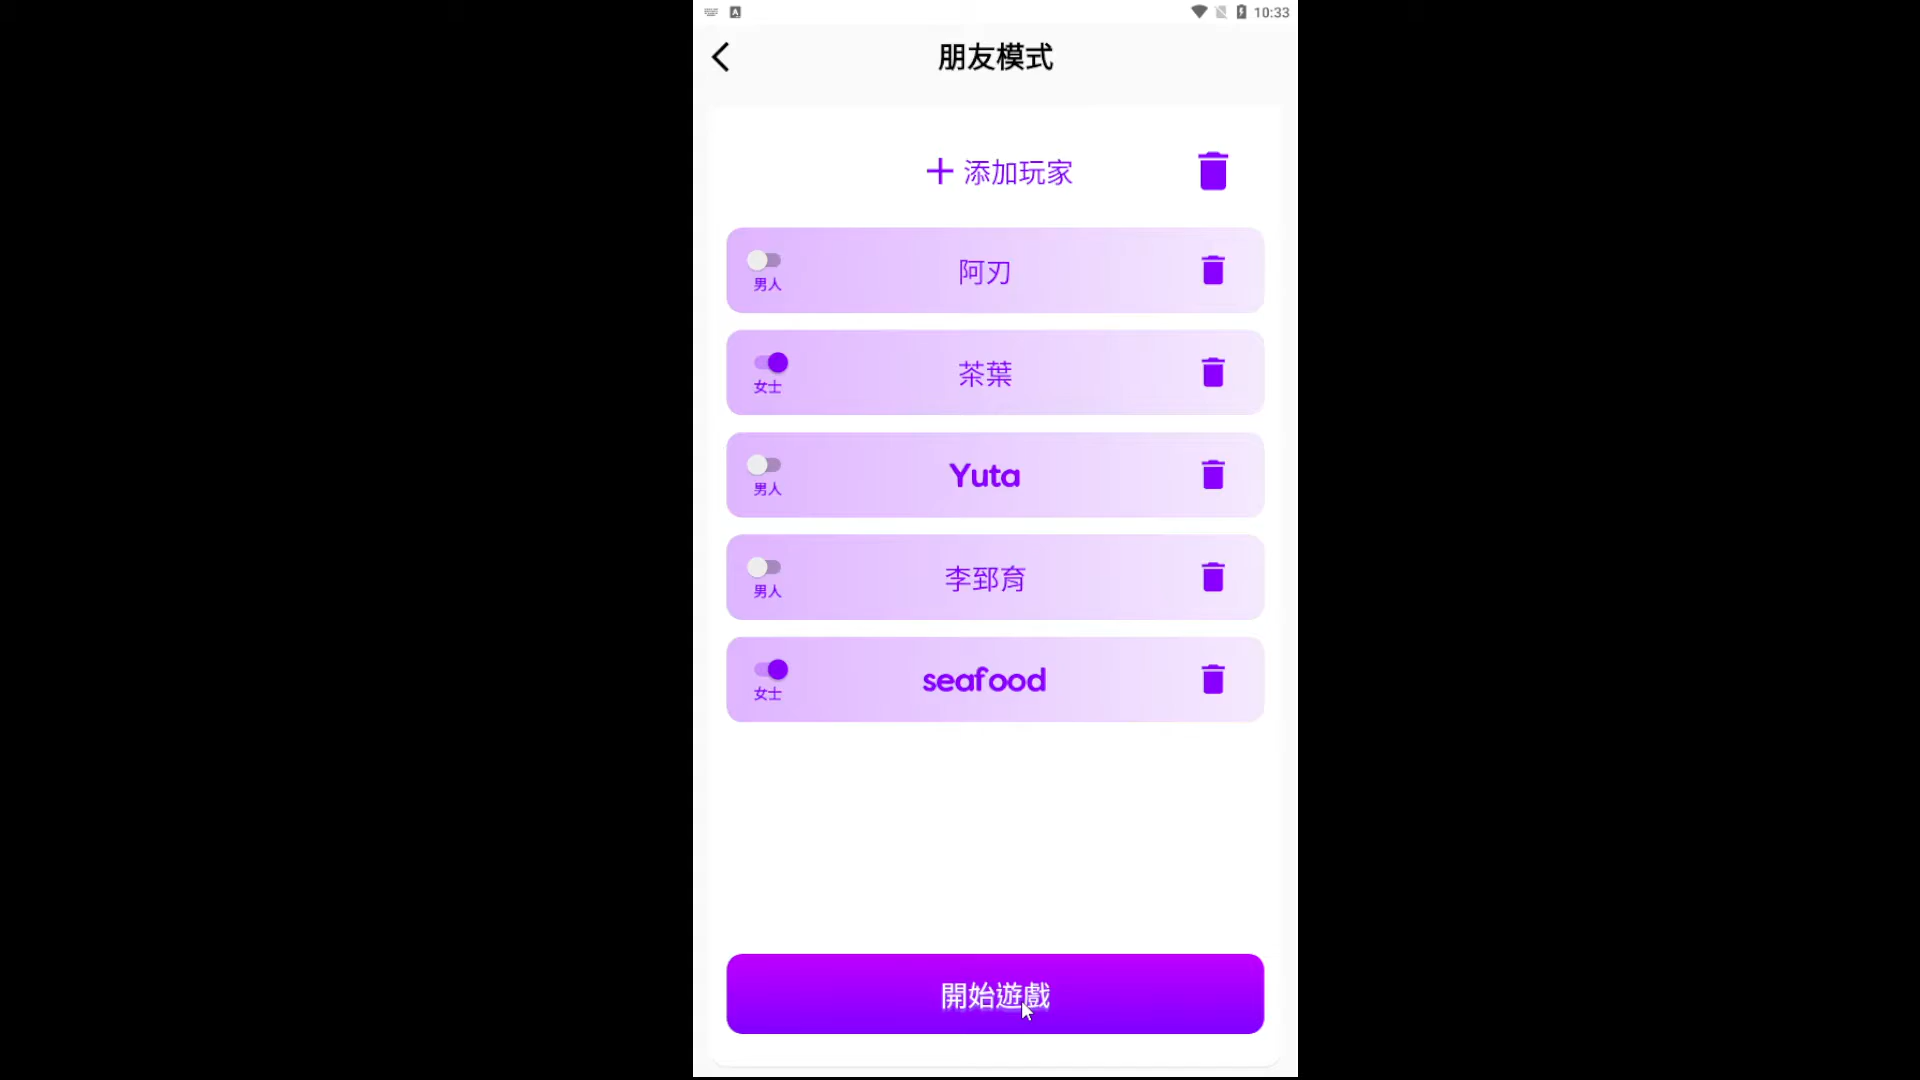 10:33
朋友模式
添加玩家
男人
阿刃
女士
茶葉
男人
Yuta
男人
李郅育
女士
seafood
開始遊戲